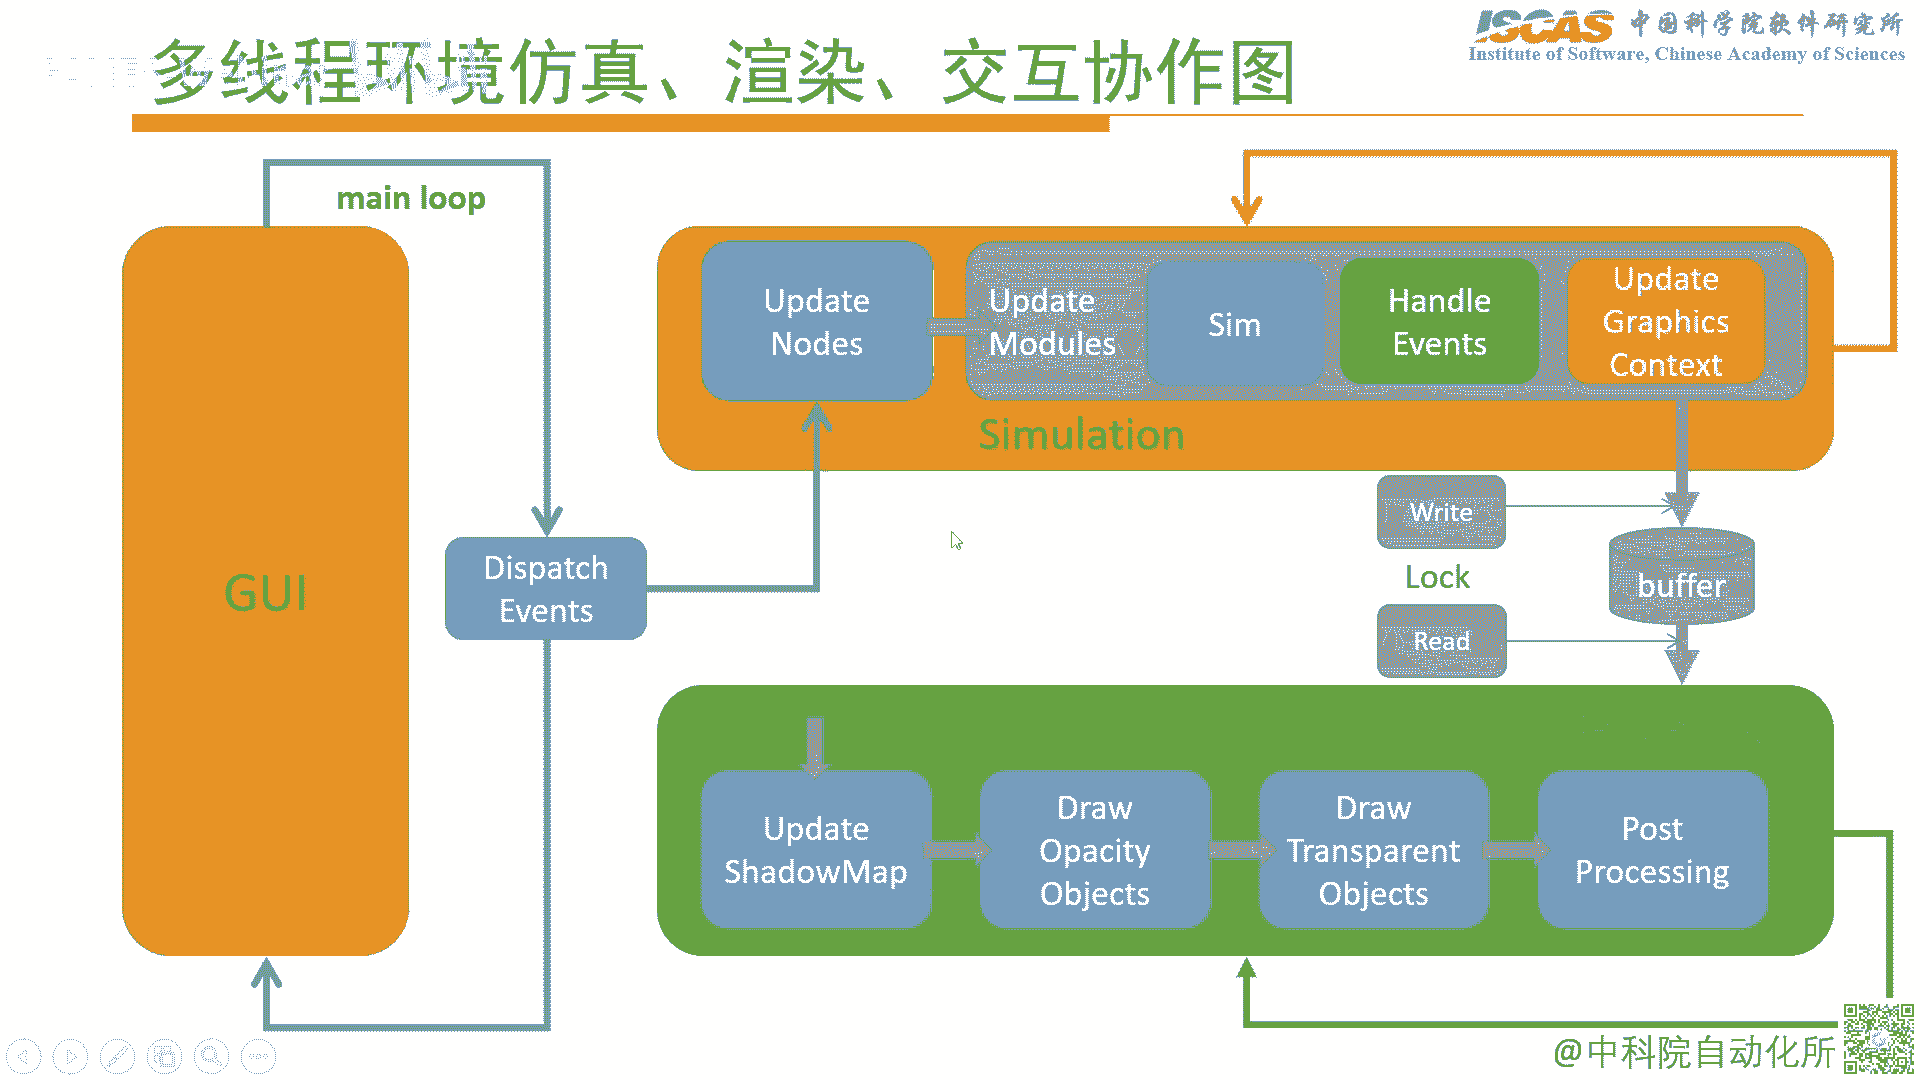 ISCAS 中国科学院软件研究所
Institute of Software, Chinese Academy of Sciences
多线程环境仿真、渲染、交互协作图
main loop
GUI
Dispatch
Events
Update
Nodes
Update
Modules
Sim
Handle
Events
Update
Graphics
Context
Simulation
Write
Lock
Read
buffer
Update
ShadowMap
Draw
Opacity
Objects
Draw
Transparent
Objects
Post
Processing
@中科院自动化所